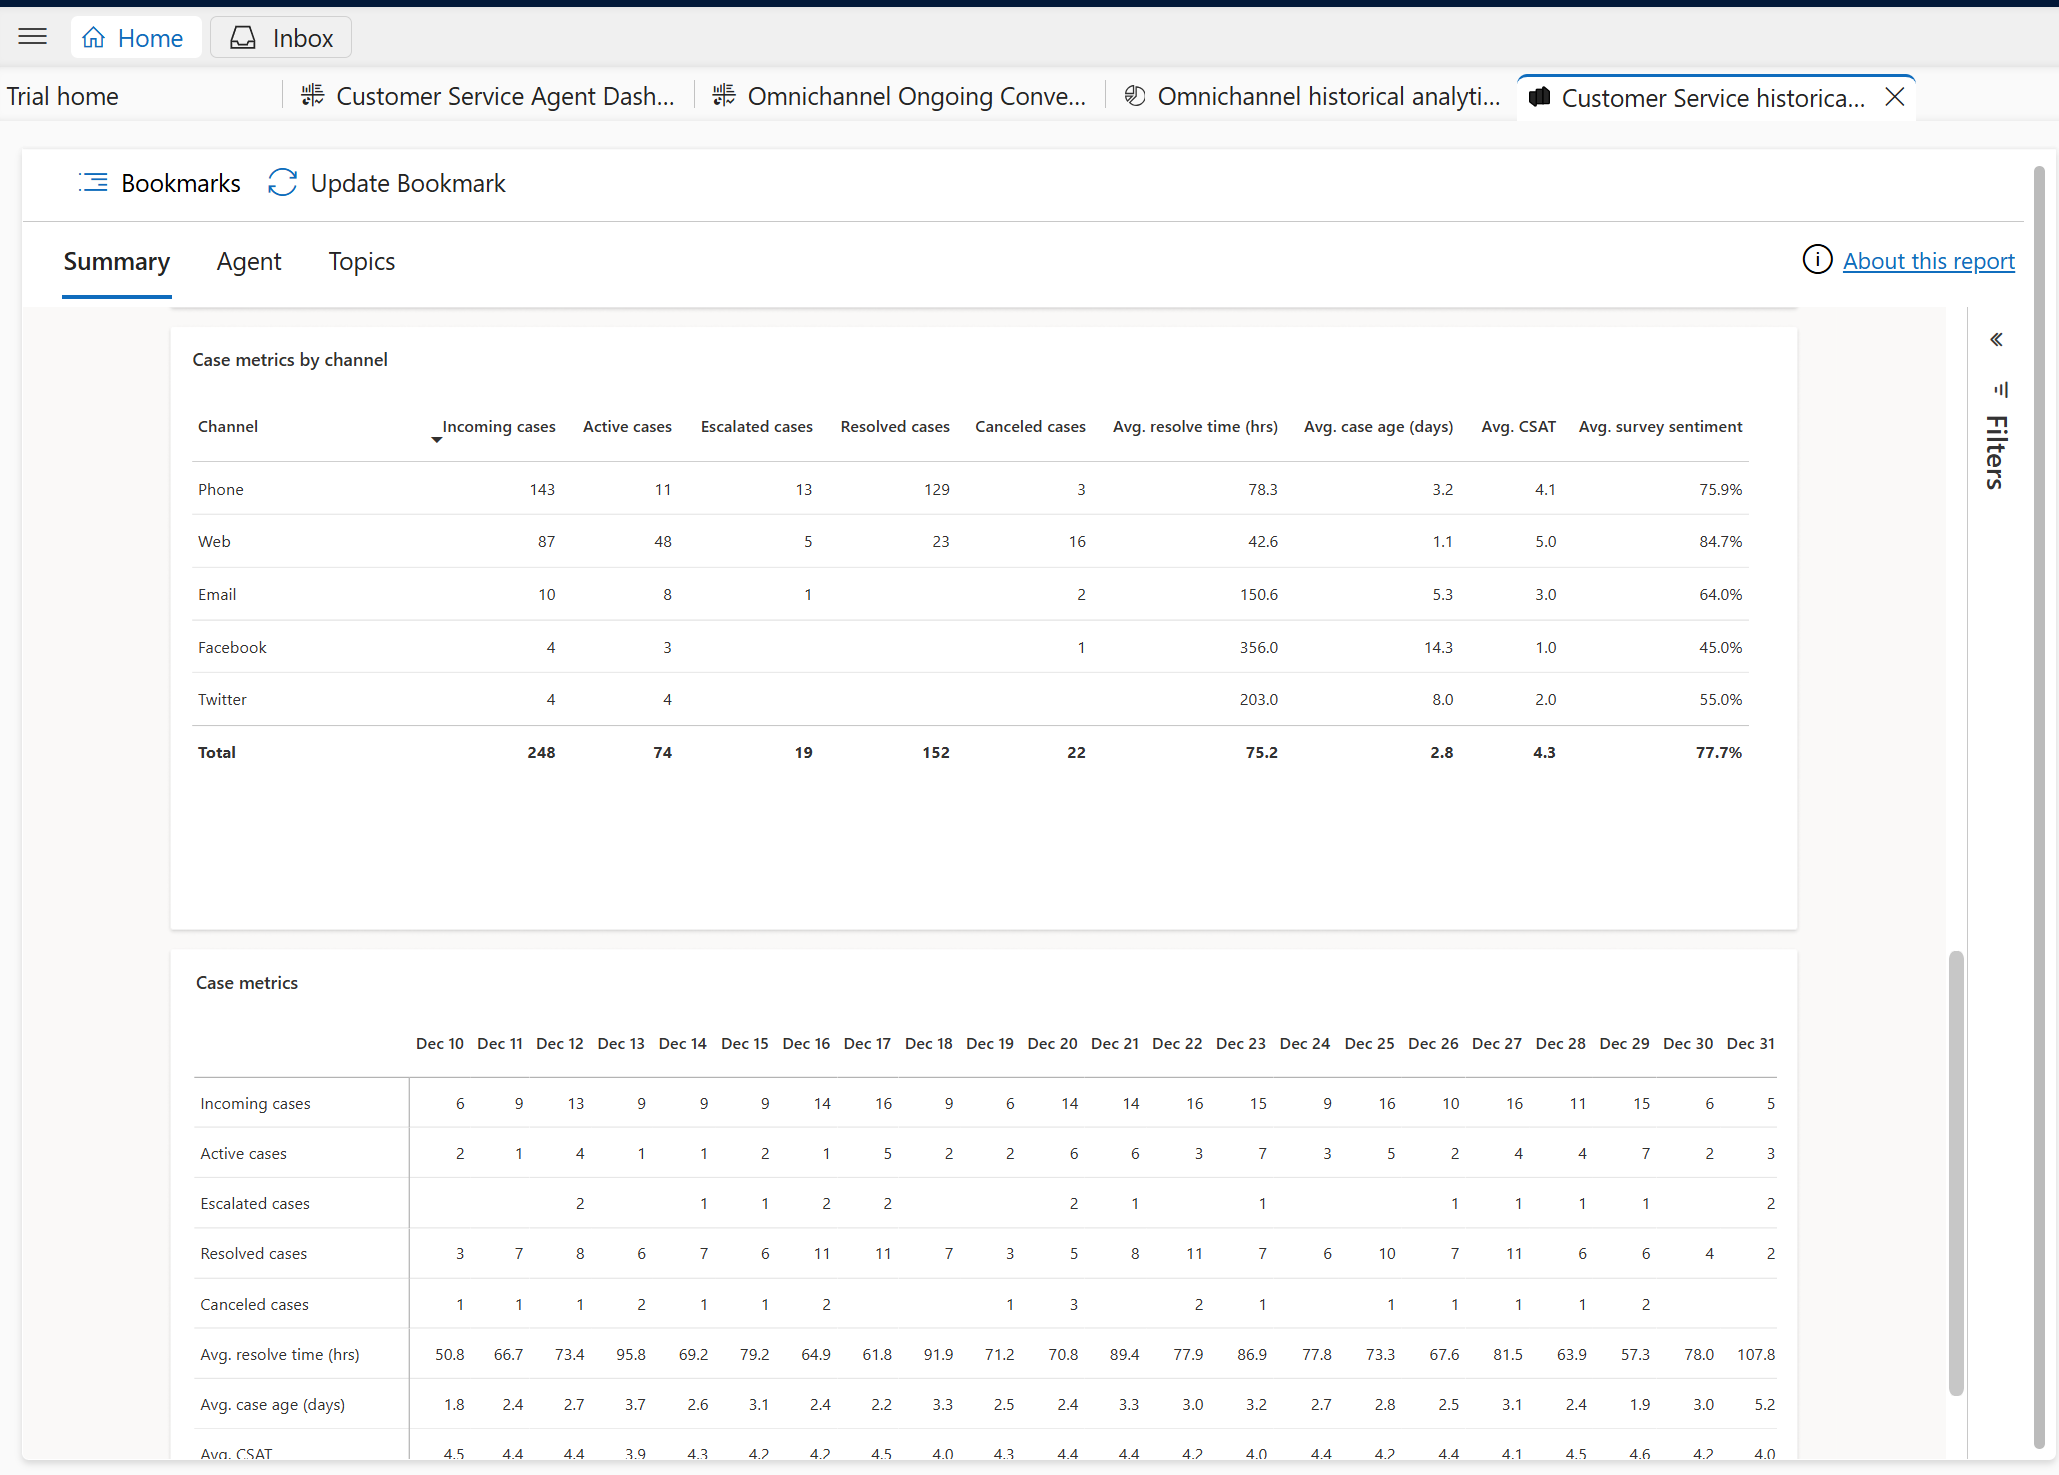 Home Inbox
Trial home Customer Service Agent Dash... Omnichannel Ongoing Conve... Omnichannel historical analyti... Customer Service historica...
Bookmarks Update Bookmark
Summary Agent Topics About this report
Filters
Case metrics by channel
Channel Incoming cases Active cases Escalated cases Resolved cases Canceled cases Avg. resolve time (hrs) Avg. case age (days) Avg. CSAT Avg. survey sentiment
Phone 143 11 13 129 3 78.3 3.2 4.1 75.9%
Web 87 48 5 23 16 42.6 1.1 5.0 84.7%
Email 10 8 1 2 150.6 5.3 3.0 64.0%
Facebook 4 3 1 356.0 14.3 1.0 45.0%
Twitter 4 4 203.0 8.0 2.0 55.0%
Total 248 74 19 152 22 75.2 2.8 4.3 77.7%
Case metrics
Dec 10 Dec 11 Dec 12 Dec 13 Dec 14 Dec 15 Dec 16 Dec 17 Dec 18 Dec 19 Dec 20 Dec 21 Dec 22 Dec 23 Dec 24 Dec 25 Dec 26 Dec 27 Dec 28 Dec 29 Dec 30 Dec 31
Incoming cases 6 9 13 9 9 9 14 16 9 6 14 14 16 15 9 16 10 16 11 15 6 5
Active cases 2 1 4 1 1 2 1 5 2 2 6 6 3 7 3 5 2 4 4 7 2 3
Escalated cases 2 1 1 2 2 2 1 1 1 1 1 1 2
Resolved cases 3 7 8 6 7 6 11 11 7 3 5 8 11 7 6 10 7 11 6 6 4 2
Canceled cases 1 1 1 2 1 1 2 1 3 2 1 1 1 1 1 2
Avg. resolve time (hrs) 50.8 66.7 73.4 95.8 69.2 79.2 64.9 61.8 91.9 71.2 70.8 89.4 77.9 86.9 77.8 73.3 67.6 81.5 63.9 57.3 78.0 107.8
Avg. case age (days) 1.8 2.4 2.7 3.7 2.6 3.1 2.4 2.2 3.3 2.5 2.4 3.3 3.0 3.2 2.7 2.8 2.5 3.1 2.4 1.9 3.0 5.2
Avg. CSAT 4.5 4.4 4.4 3.9 4.3 4.2 4.2 4.5 4.0 4.3 4.4 4.4 4.2 4.0 4.4 4.2 4.4 4.1 4.5 4.6 4.2 4.0